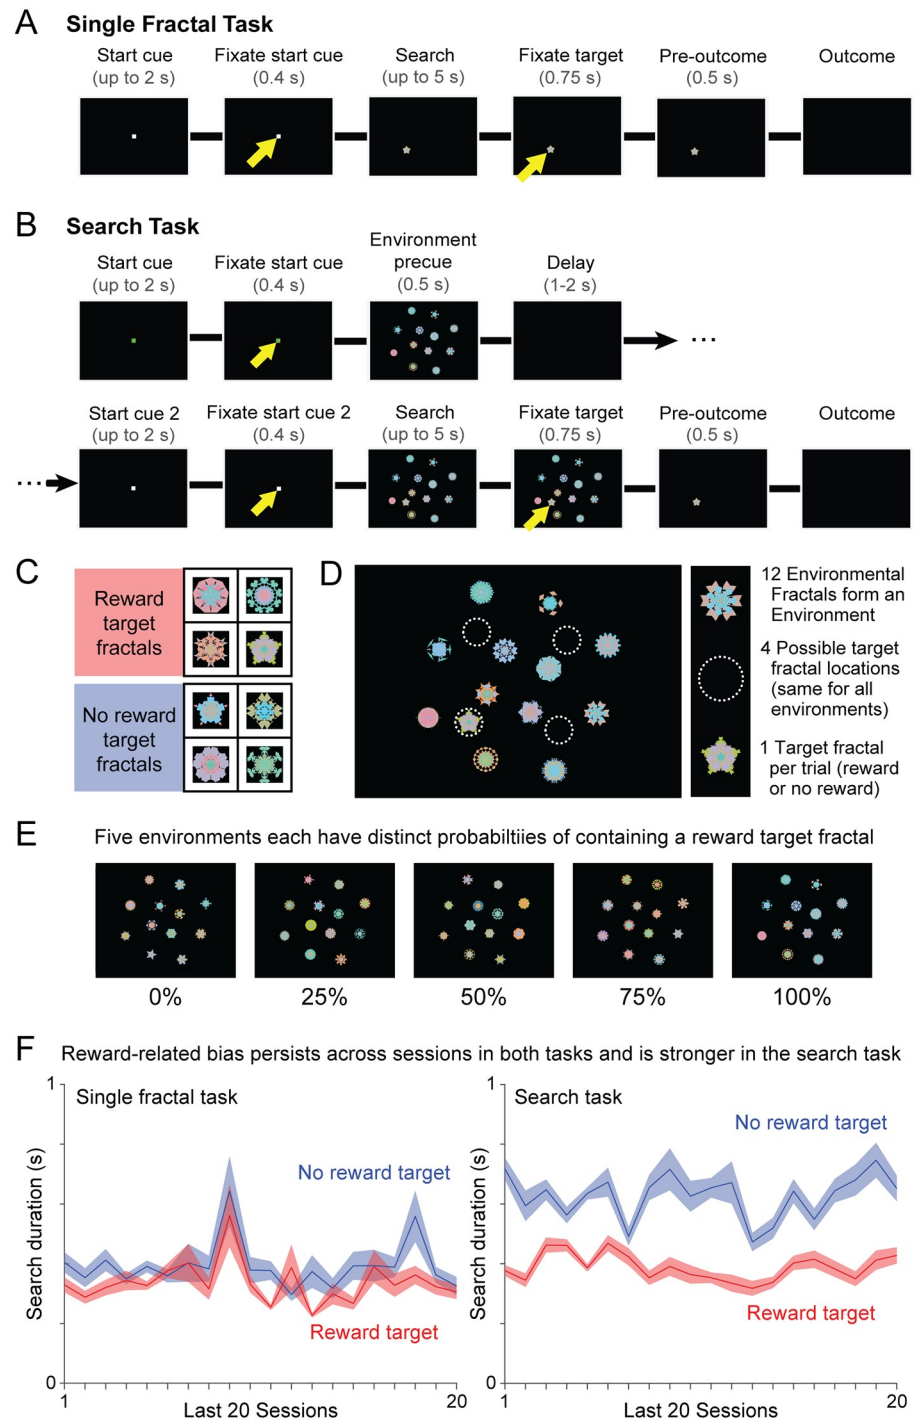 A Single Fractal Task
Start cue Fixate start cue Search Fixate target Pre-outcome Outcome
(up to 2 s) (0.4 s) (up to 5 s) (0.75 s) (0.5 s)
B Search Task
Environment
Start cue Fixate start cue precue Delay
(up to 2 s) (0.4 s) (0.5 s) (1-2 s)
...
Start cue 2 Fixate start cue 2 Search Fixate target Pre-outcome Outcome
(up to 2 s) (0.4 s) (up to 5 s) (0.75 s) (0.5 s)
...
C
Reward
target
fractals
No reward
target
fractals
D
12 Environmental
Fractals form an
Environment
4 Possible target
fractal locations
(same for all
environments)
1 Target fractal
per trial (reward
or no reward)
E Five environments each have distinct probabiltiies of containing a reward target fractal
0% 25% 50% 75% 100%
F Reward-related bias persists across sessions in both tasks and is stronger in the search task
1
Single fractal task
No reward target
Reward target
Search duration (s)
0
1 20
Last 20 Sessions
1
Search task
No reward target
Reward target
Search duration (s)
0
1 20
Last 20 Sessions